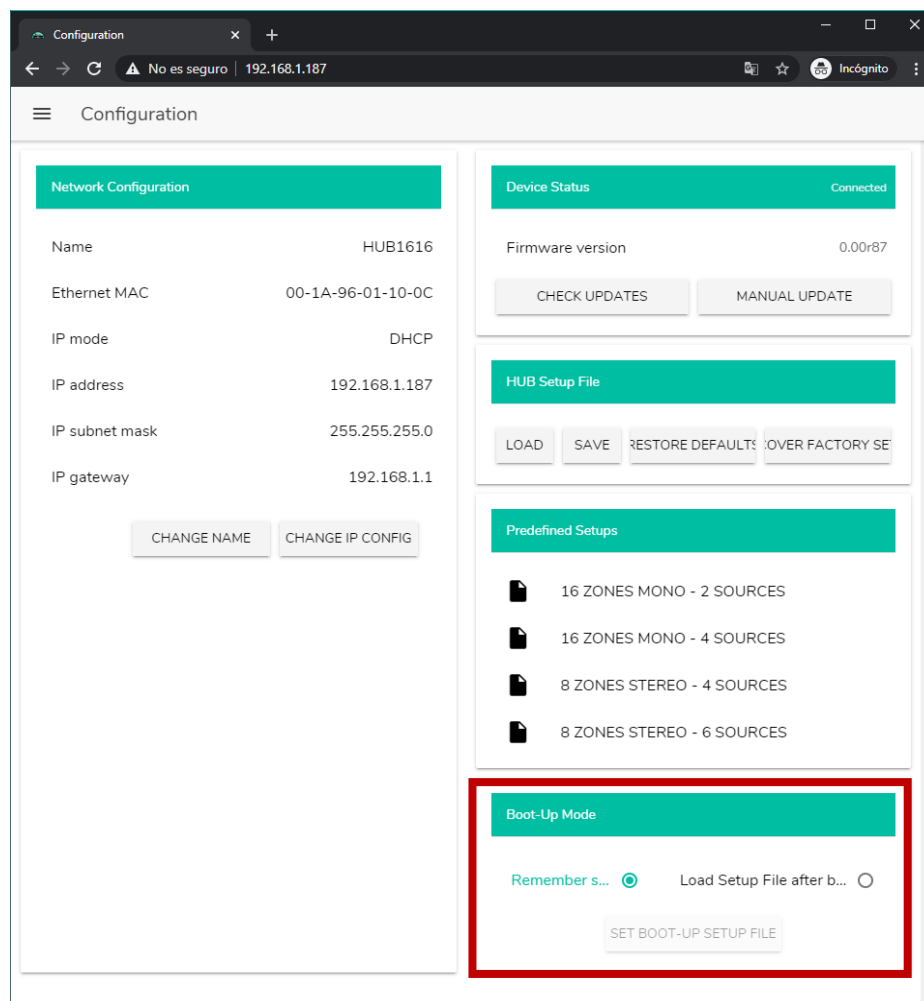 Configuration
No es seguro | 192.168.1.187
Incógnito
Configuration
Network Configuration
Name HUB1616
Ethernet MAC 00-1A-96-01-10-0C
IP mode DHCP
IP address 192.168.1.187
IP subnet mask 255.255.255.0
IP gateway 192.168.1.1
CHANGE NAME CHANGE IP CONFIG
Device Status Connected
Firmware version 0.00r87
CHECK UPDATES MANUAL UPDATE
HUB Setup File
LOAD SAVE RESTORE DEFAULTS COVER FACTORY SE
Predefined Setups
16 ZONES MONO - 2 SOURCES
16 ZONES MONO - 4 SOURCES
8 ZONES STEREO - 4 SOURCES
8 ZONES STEREO - 6 SOURCES
Boot-Up Mode
Remember s... Load Setup File after b...
SET BOOT-UP SETUP FILE